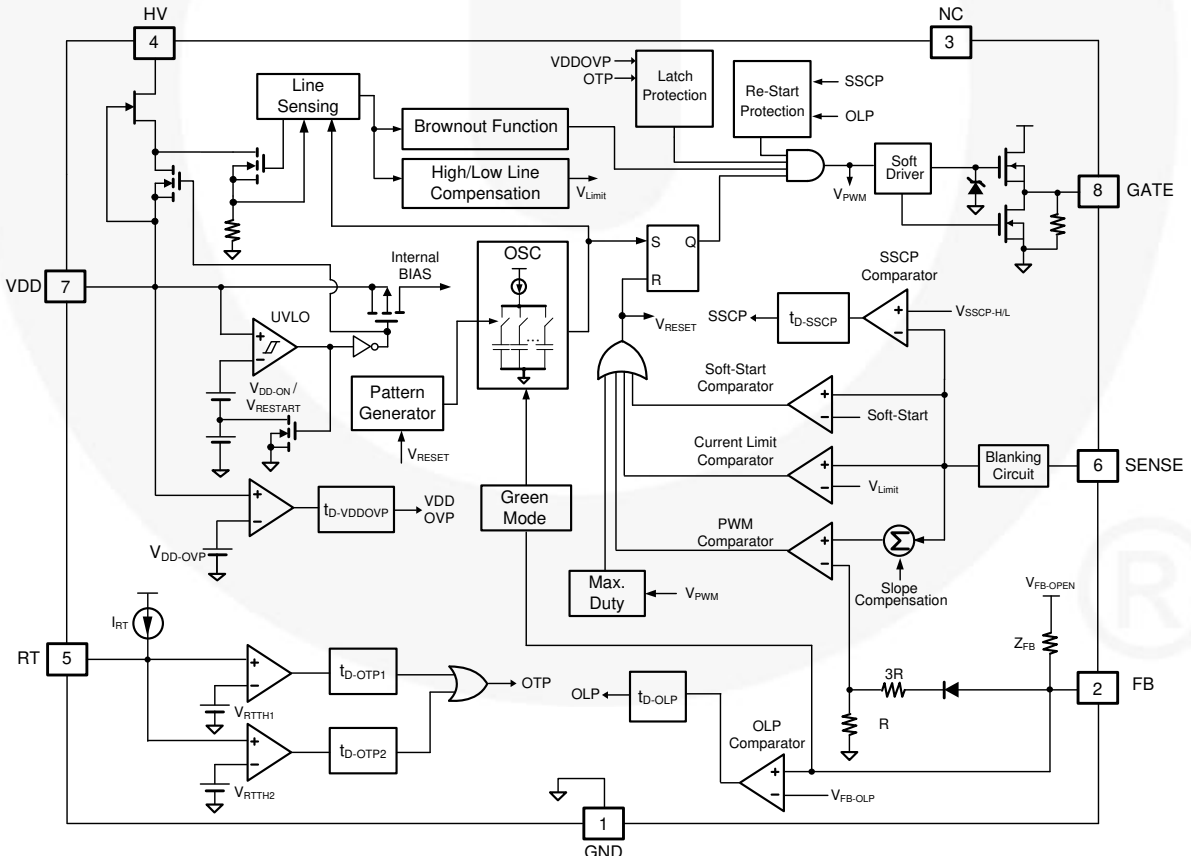 HV
4
NC
3
VDDOVP
OTP
Latch
Protection
Re-Start
Protection
SSCP
OLP
Line
Sensing
Brownout Function
High/Low Line
Compensation
VLimit
VPWM
Soft
Driver
8
GATE
VDD
7
Internal
BIAS
OSC
S
Q
R
SSCP
Comparator
UVLO
VDD-ON /
VRESTART
SSCP
tD-SSCP
VSSCP-H/L
VRESET
Pattern
Generator
VRESET
Soft-Start
Comparator
Soft-Start
Current Limit
Comparator
VLimit
Blanking
Circuit
6
SENSE
tD-VDDOVP
VDD
OVP
VDD-OVP
Green
Mode
PWM
Comparator
Σ
Slope
Compensation
Max.
Duty
VPWM
VFB-OPEN
ZFB
IRT
RT
5
tD-OTP1
VRTTH1
OTP
tD-OTP2
VRTTH2
OLP
tD-OLP
OLP
Comparator
VFB-OLP
3R
R
2
FB
1
GND
®